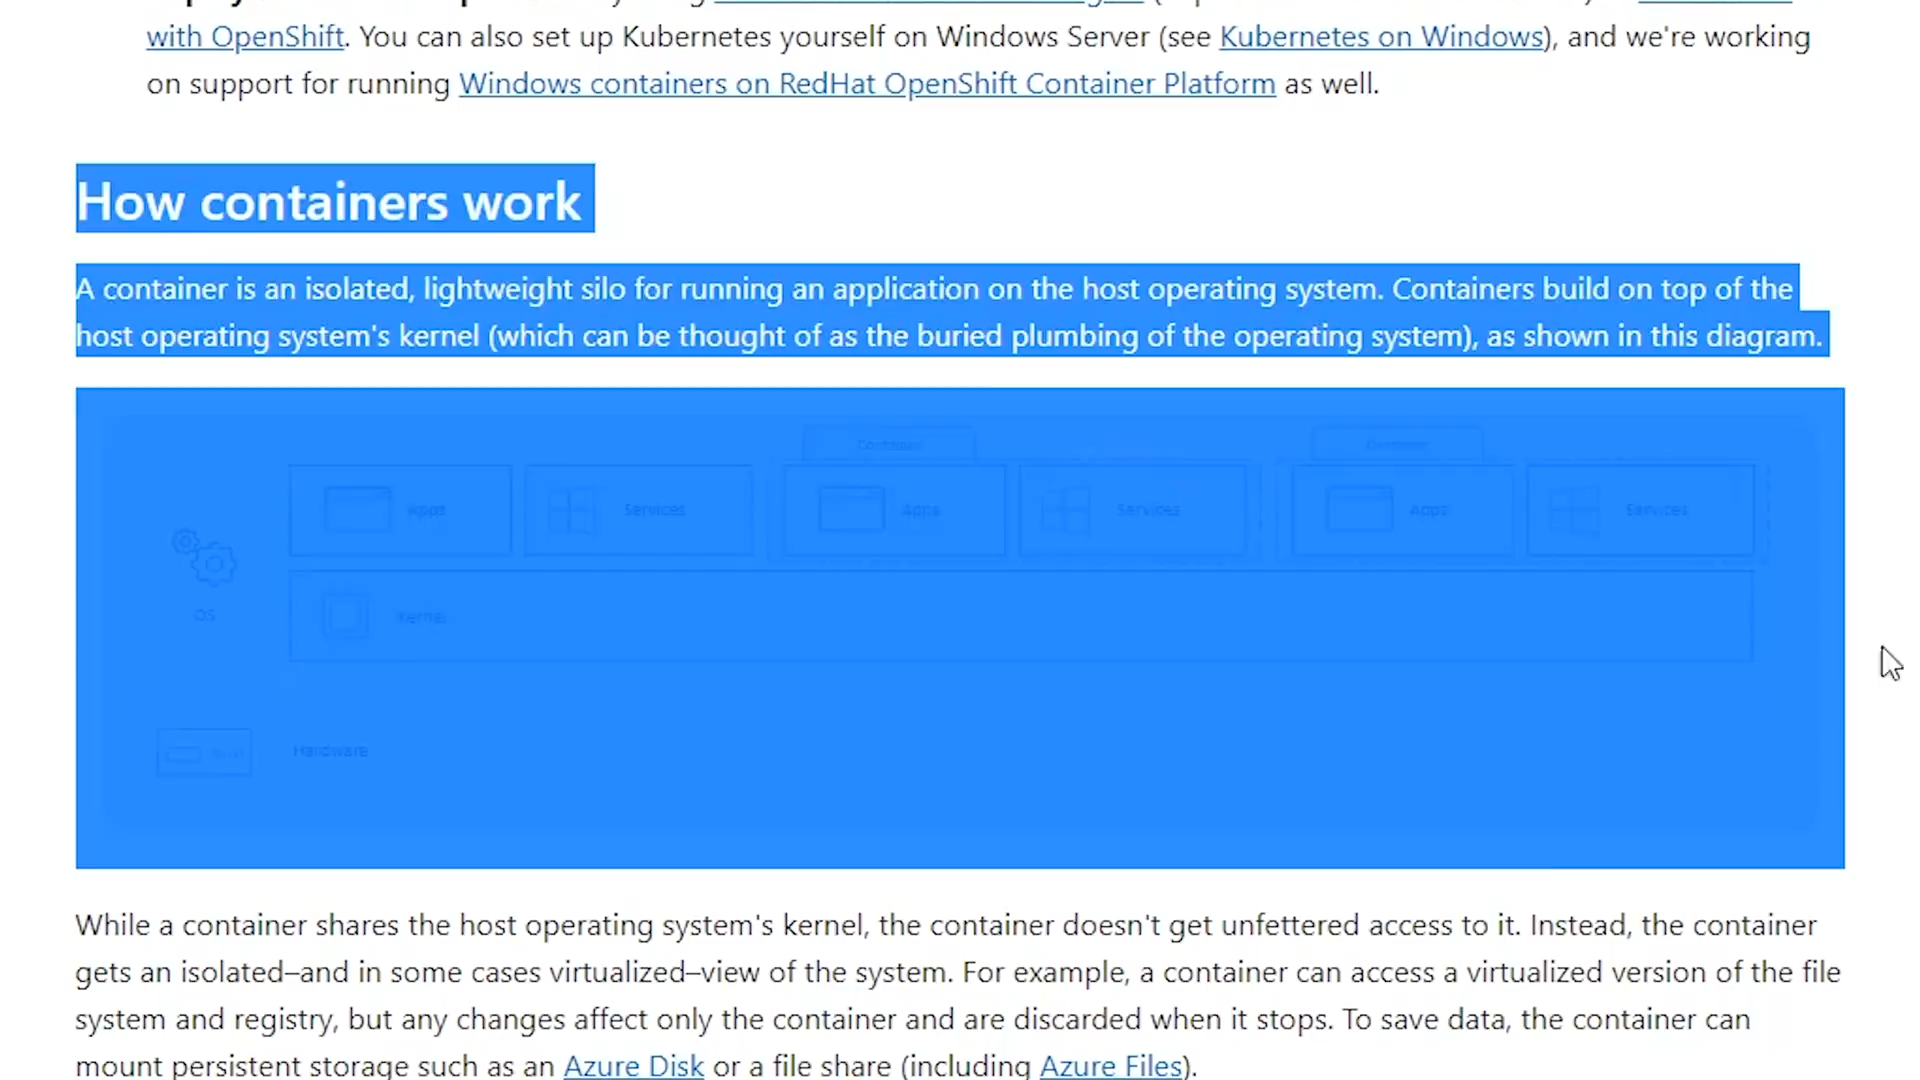 with OpenShift. You can also set up Kubernetes yourself on Windows Server (see Kubernetes on Windows), and we're working
on support for running Windows containers on RedHat OpenShift Container Platform as well.
How containers work
A container is an isolated, lightweight silo for running an application on the host operating system. Containers build on top of the
host operating system's kernel (which can be thought of as the buried plumbing of the operating system), as shown in this diagram.
Container Container
Apps Services Apps Services Apps Services
OS
Kernel
Hardware
While a container shares the host operating system's kernel, the container doesn't get unfettered access to it. Instead, the container
gets an isolated–and in some cases virtualized–view of the system. For example, a container can access a virtualized version of the file
system and registry, but any changes affect only the container and are discarded when it stops. To save data, the container can
mount persistent storage such as an Azure Disk or a file share (including Azure Files).